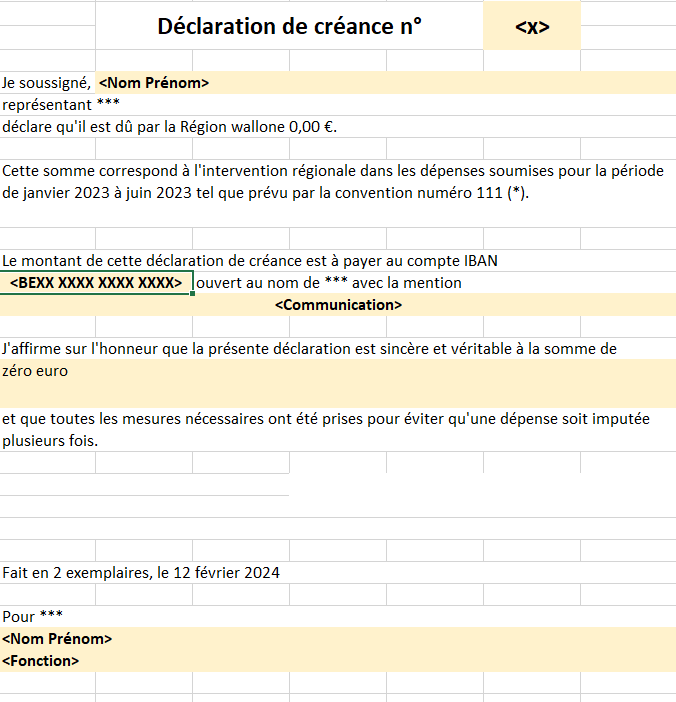 Déclaration de créance n° <x>
Je soussigné, <Nom Prénom>
représentant ***
déclare qu'il est dû par la Région wallone 0,00 €.
Cette somme correspond à l'intervention régionale dans les dépenses soumises pour la période
de janvier 2023 à juin 2023 tel que prévu par la convention numéro 111 (*).
Le montant de cette déclaration de créance est à payer au compte IBAN
<BEXX XXXX XXXX XXXX> ouvert au nom de *** avec la mention
<Communication>
J'affirme sur l'honneur que la présente déclaration est sincère et véritable à la somme de
zéro euro
et que toutes les mesures nécessaires ont été prises pour éviter qu'une dépense soit imputée
plusieurs fois.
Fait en 2 exemplaires, le 12 février 2024
Pour ***
<Nom Prénom>
<Fonction>